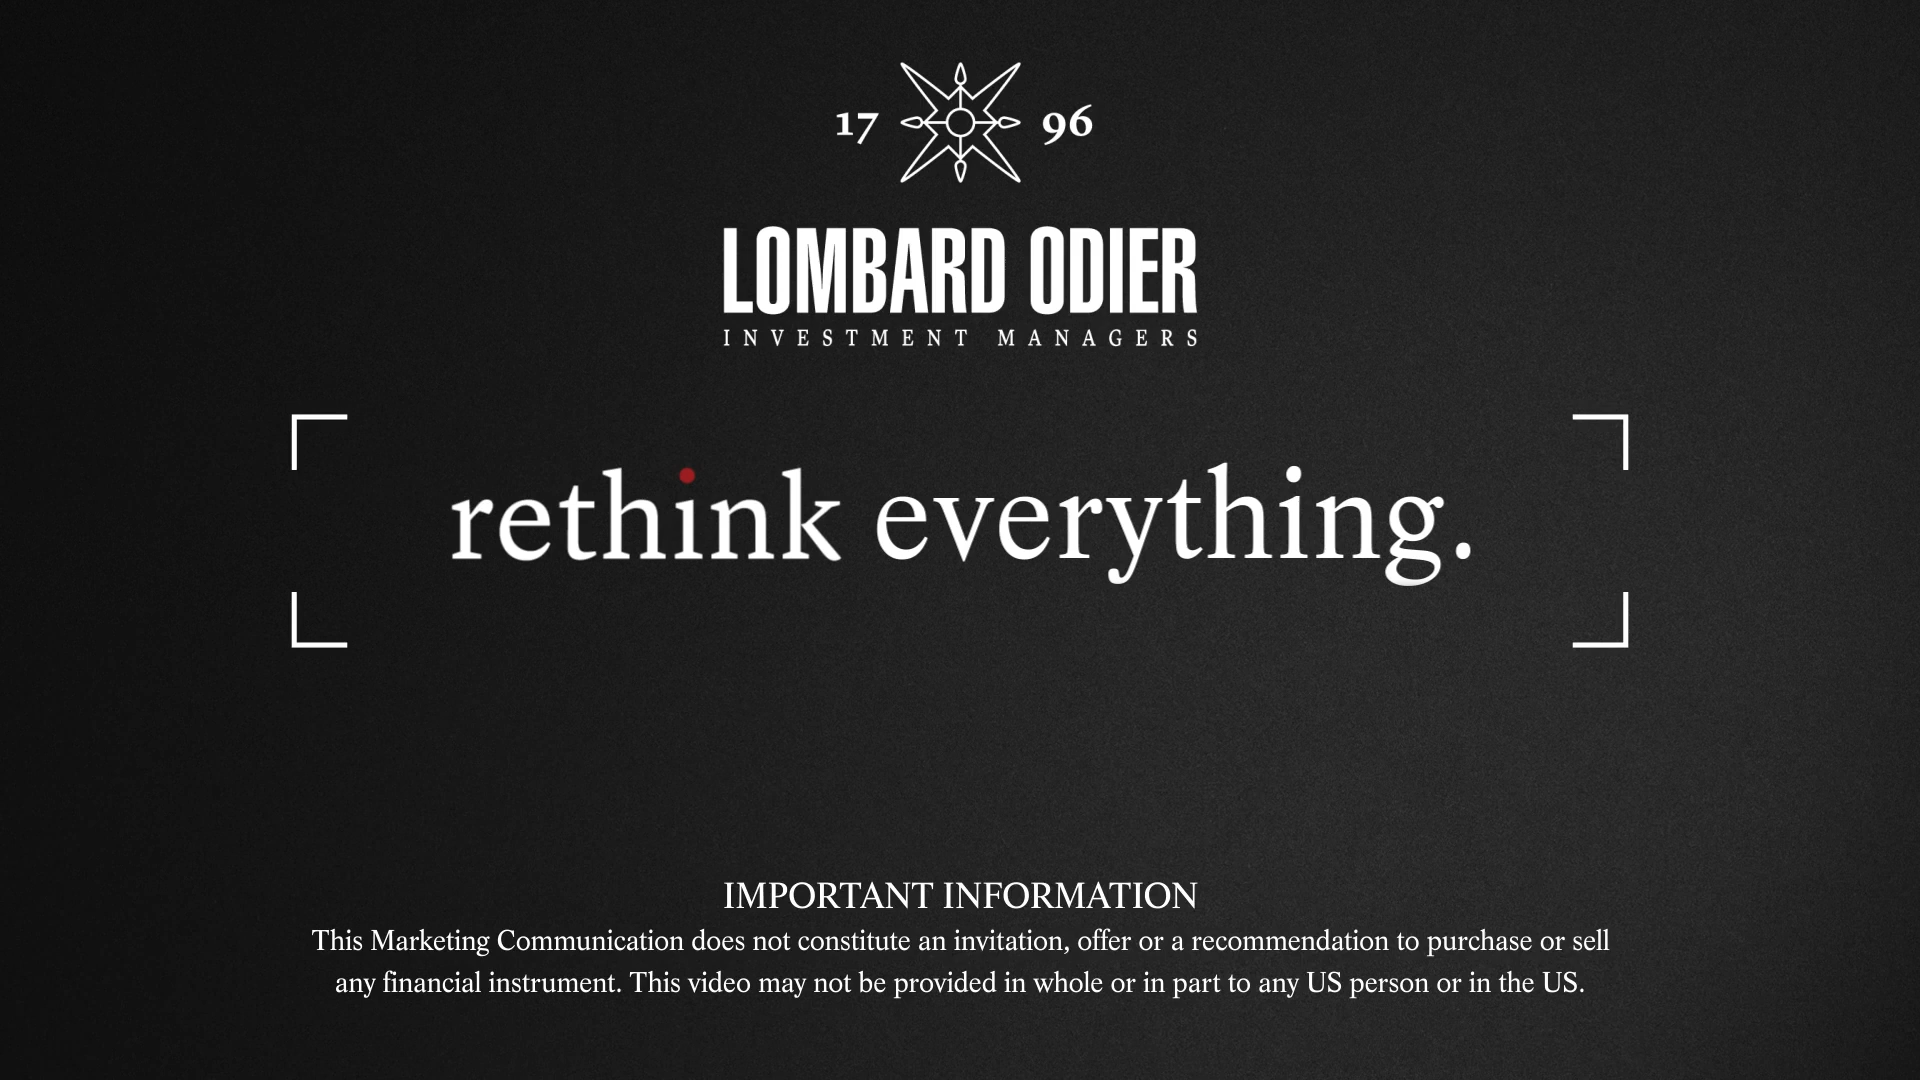 17 96
LOMBARD ODIER
INVESTMENT MANAGERS
rethink everything.
IMPORTANT INFORMATION
This Marketing Communication does not constitute an invitation, offer or a recommendation to purchase or sell
any financial instrument. This video may not be provided in whole or in part to any US person or in the US.